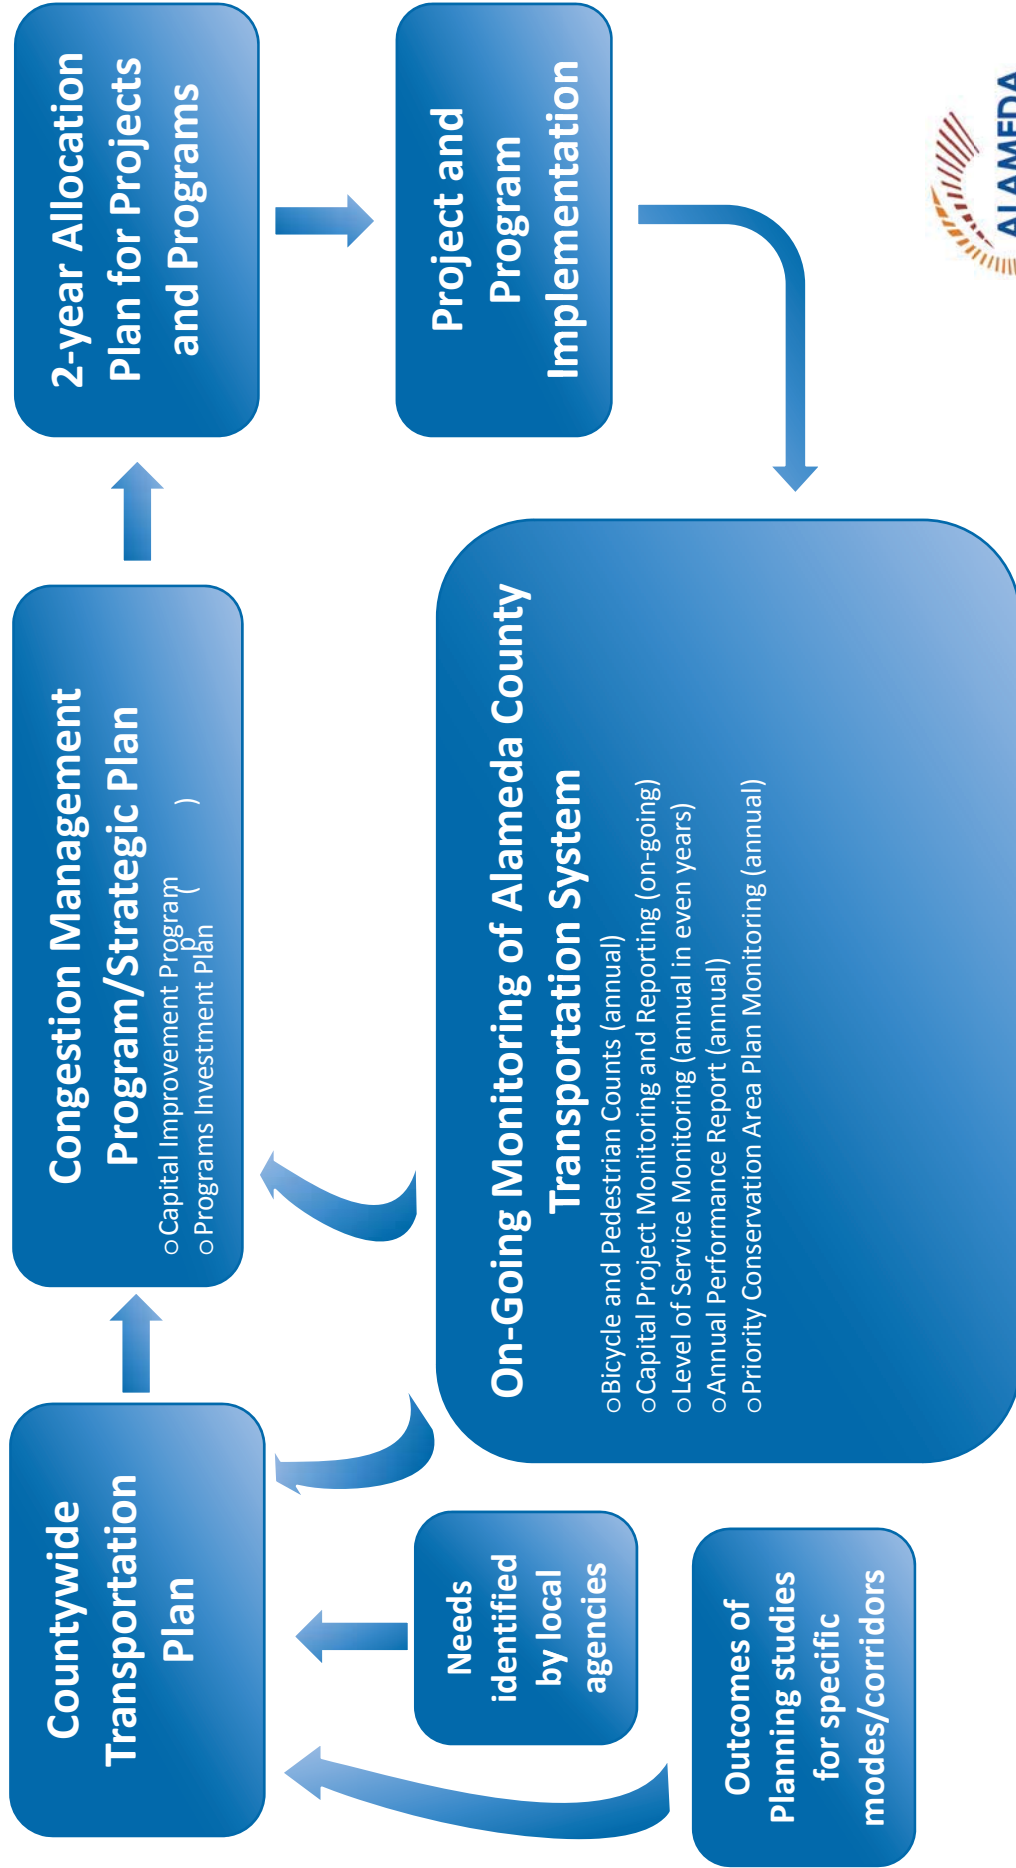 Countywide
Transportation
Plan
Congestion Management
Program/Strategic Plan
○Capital Improvement Program
○Programs Investment Plan
p
( )
2-year Allocation
Plan for Projects
and Programs
Project and
Program
Implementation
On-Going Monitoring of Alameda County
Transportation System
○Bicycle and Pedestrian Counts (annual)
○Capital Project Monitoring and Reporting (on-going)
○Level of Service Monitoring (annual in even years)
○Annual Performance Report (annual)
○Priority Conservation Area Plan Monitoring (annual)
Needs
identified
by local
agencies
Outcomes of
Planning studies
for specific
modes/corridors
ALAMEDA